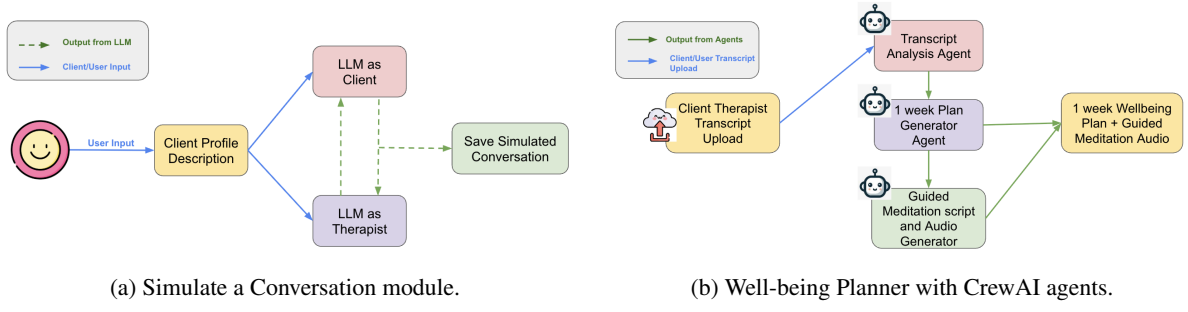 Output from LLM
Client/User Input
User Input
Client Profile
Description
LLM as
Client
LLM as
Therapist
Save Simulated
Conversation
(a) Simulate a Conversation module.
Output from Agents
Client/User Transcript
Upload
Client Therapist
Transcript
Upload
Transcript
Analysis Agent
1 week Plan
Generator
Agent
Guided
Meditation script
and Audio
Generator
1 week Wellbeing
Plan + Guided
Meditation Audio
(b) Well-being Planner with CrewAI agents.